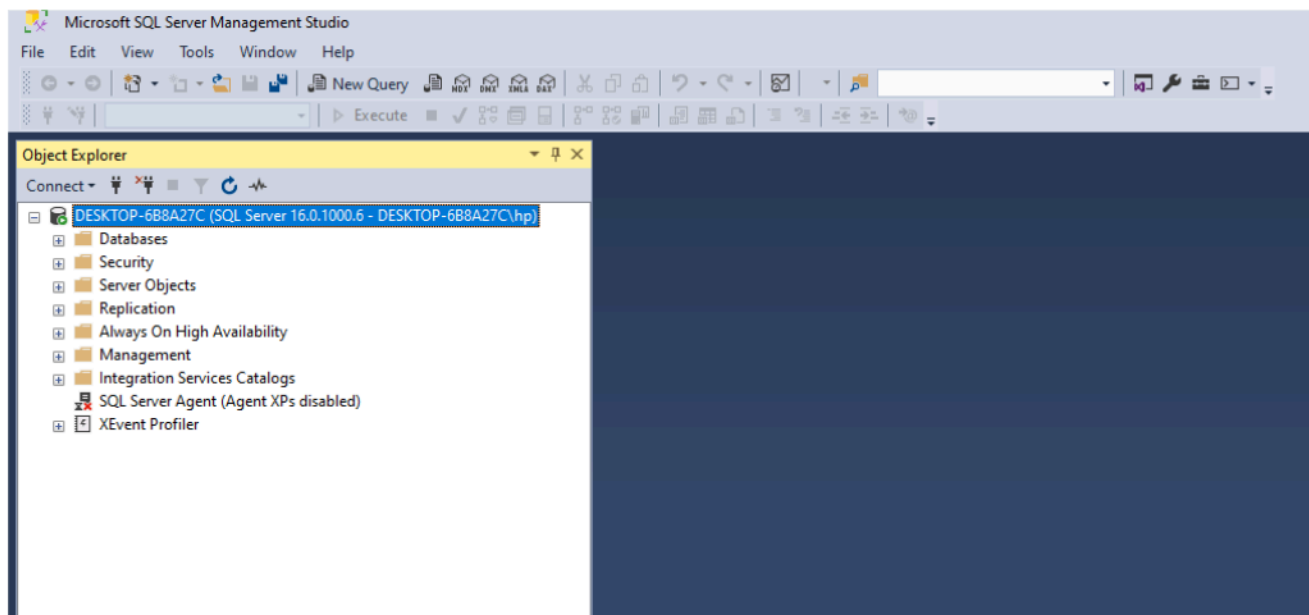 Microsoft SQL Server Management Studio
File Edit View Tools Window Help
New Query MDX DMX XMLA DAX
Execute
Object Explorer
Connect
DESKTOP-6B8A27C (SQL Server 16.0.1000.6 - DESKTOP-6B8A27C\hp)
Databases
Security
Server Objects
Replication
Always On High Availability
Management
Integration Services Catalogs
SQL Server Agent (Agent XPs disabled)
XEvent Profiler